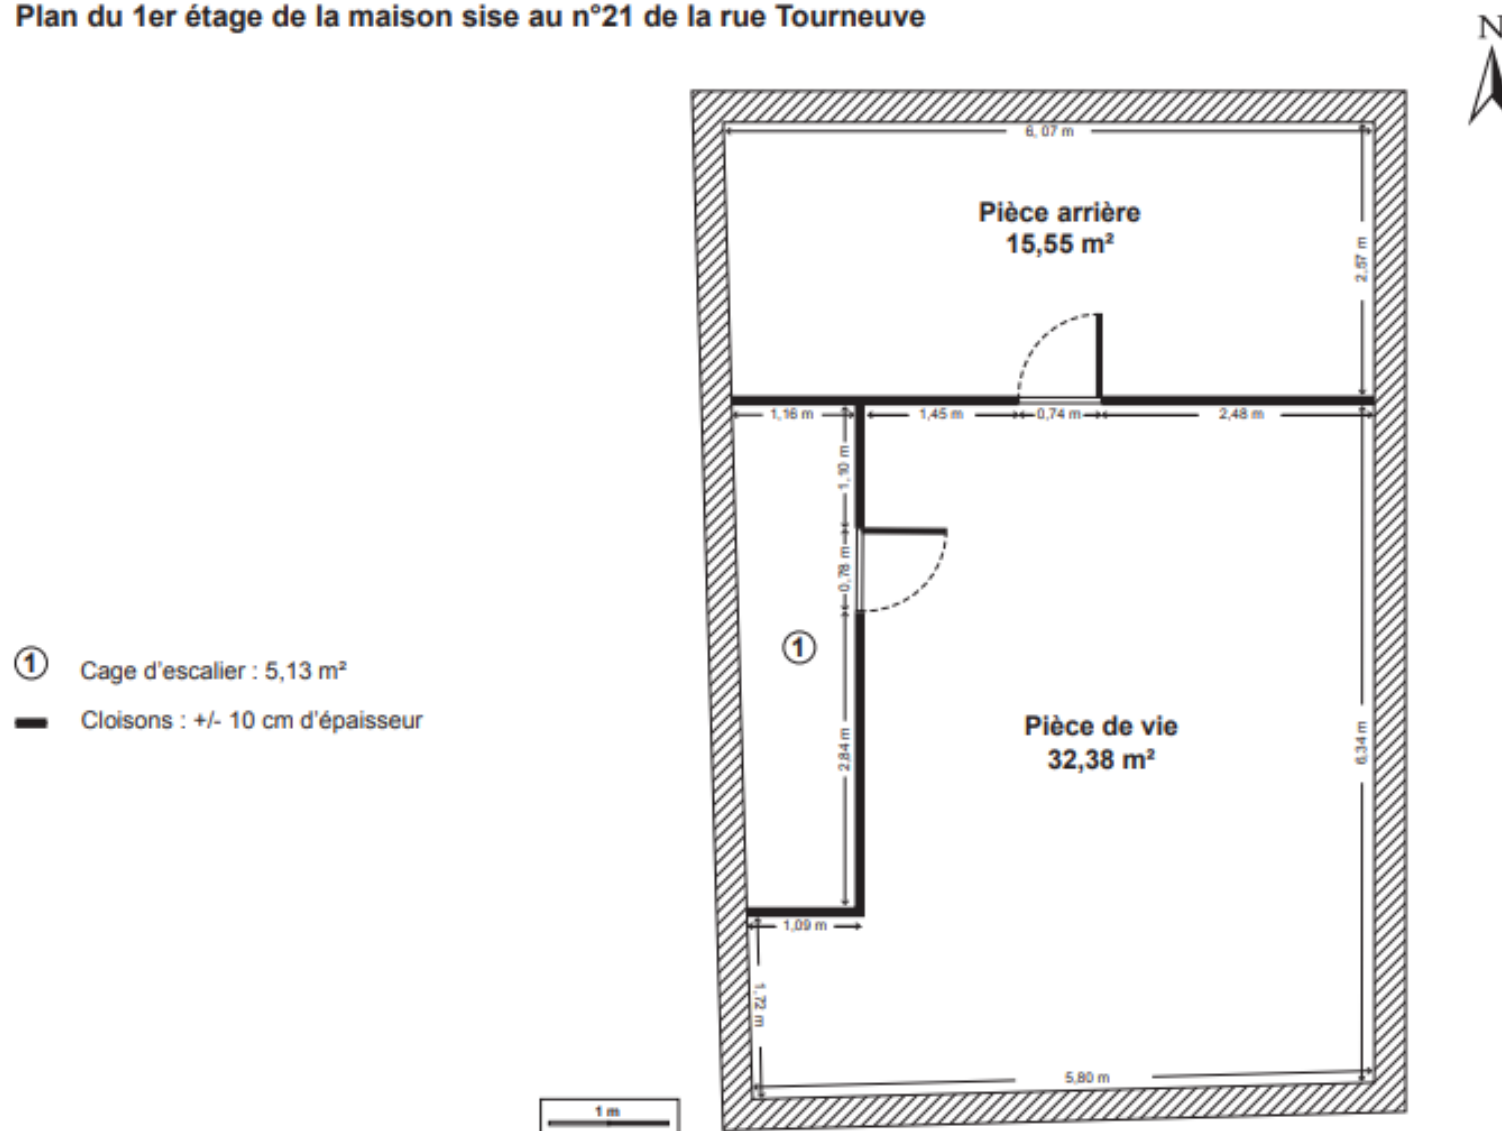 Plan du 1er étage de la maison sise au n°21 de la rue Tourneuve
N
6, 07 m
Pièce arrière
15,55 m²
2,57 m
1,16 m
1,45 m
0,74 m
2,48 m
1,10 m
0,78 m
1
2,84 m
Pièce de vie
32,38 m²
6,34 m
1 Cage d'escalier : 5,13 m²
Cloisons : +/- 10 cm d'épaisseur
1,09 m
1,72 m
5,80 m
1 m